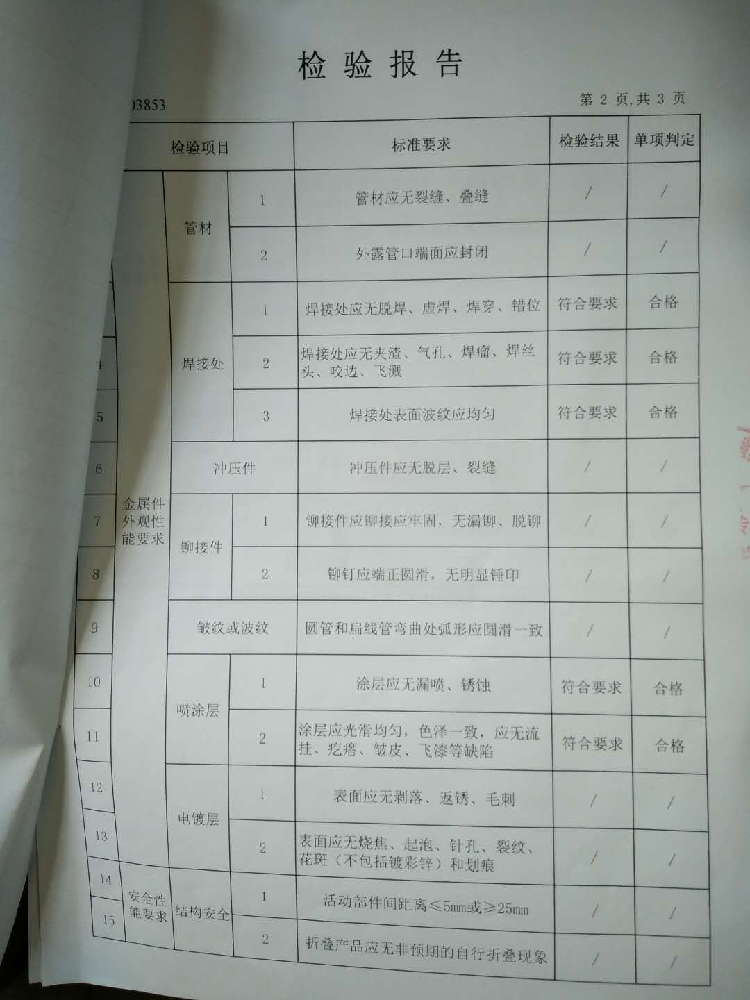 检验报告
03853
第 2 页,共 3 页
检验项目 标准要求 检验结果 单项判定
金属件
外观性
能要求
管材 1 管材应无裂缝、叠缝 / /
2 外露管口端面应封闭 / /
焊接处 1 焊接处应无脱焊、虚焊、焊穿、错位 符合要求 合格
2 焊接处应无夹渣、气孔、焊瘤、焊丝
头、咬边、飞溅 符合要求 合格
5 3 焊接处表面波纹应均匀 符合要求 合格
6 冲压件 冲压件应无脱层、裂缝 / /
7 铆接件 1 铆接件应铆接应牢固，无漏铆、脱铆 / /
8 2 铆钉应端正圆滑，无明显锤印 / /
9 皱纹或波纹 圆管和扁线管弯曲处弧形应圆滑一致 / /
10 喷涂层 1 涂层应无漏喷、锈蚀 符合要求 合格
11 2 涂层应光滑均匀，色泽一致，应无流
挂、疙瘩、皱皮、飞漆等缺陷 符合要求 合格
12 电镀层 1 表面应无剥落、返锈、毛刺 / /
13 2 表面应无烧焦、起泡、针孔、裂纹、
花斑（不包括镀彩锌）和划痕 / /
安全性
能要求
14 结构安全 1 活动部件间距离≤5mm或≥25mm / /
15 2 折叠产品应无非预期的自行折叠现象 / /